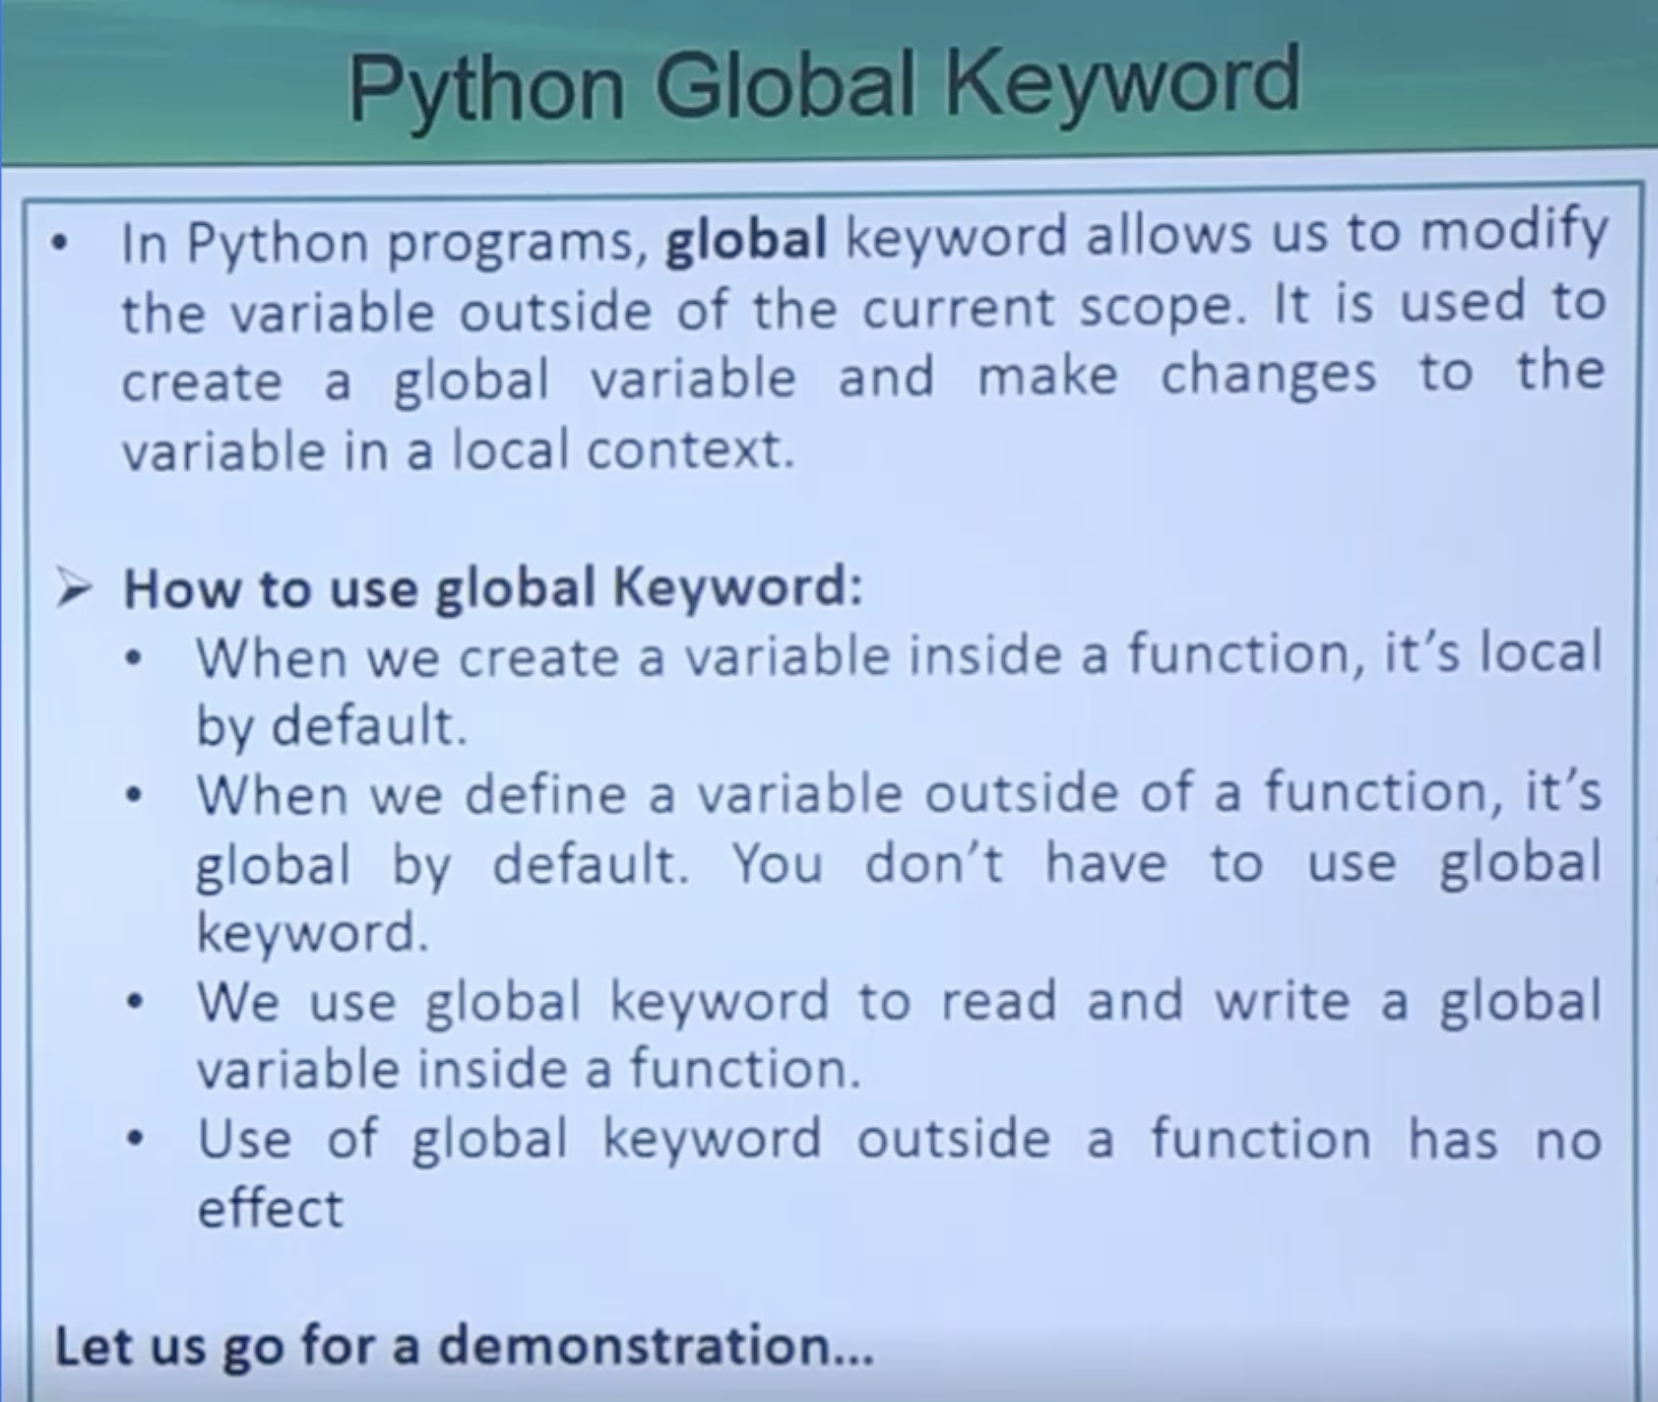 Python Global Keyword
• In Python programs, global keyword allows us to modify
the variable outside of the current scope. It is used to
create a global variable and make changes to the
variable in a local context.
➢ How to use global Keyword:
• When we create a variable inside a function, it’s local
by default.
• When we define a variable outside of a function, it’s
global by default. You don’t have to use global
keyword.
• We use global keyword to read and write a global
variable inside a function.
• Use of global keyword outside a function has no
effect
Let us go for a demonstration...